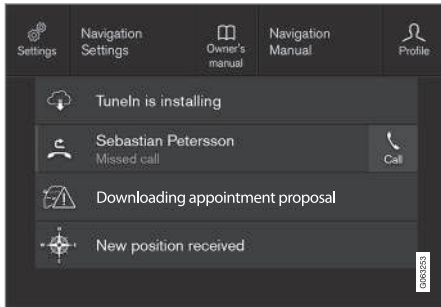 Settings
Navigation
Settings
Owner's
manual
Navigation
Manual
Profile
TuneIn is installing
Sebastian Petersson
Missed call
Call
Downloading appointment proposal
New position received
G063253